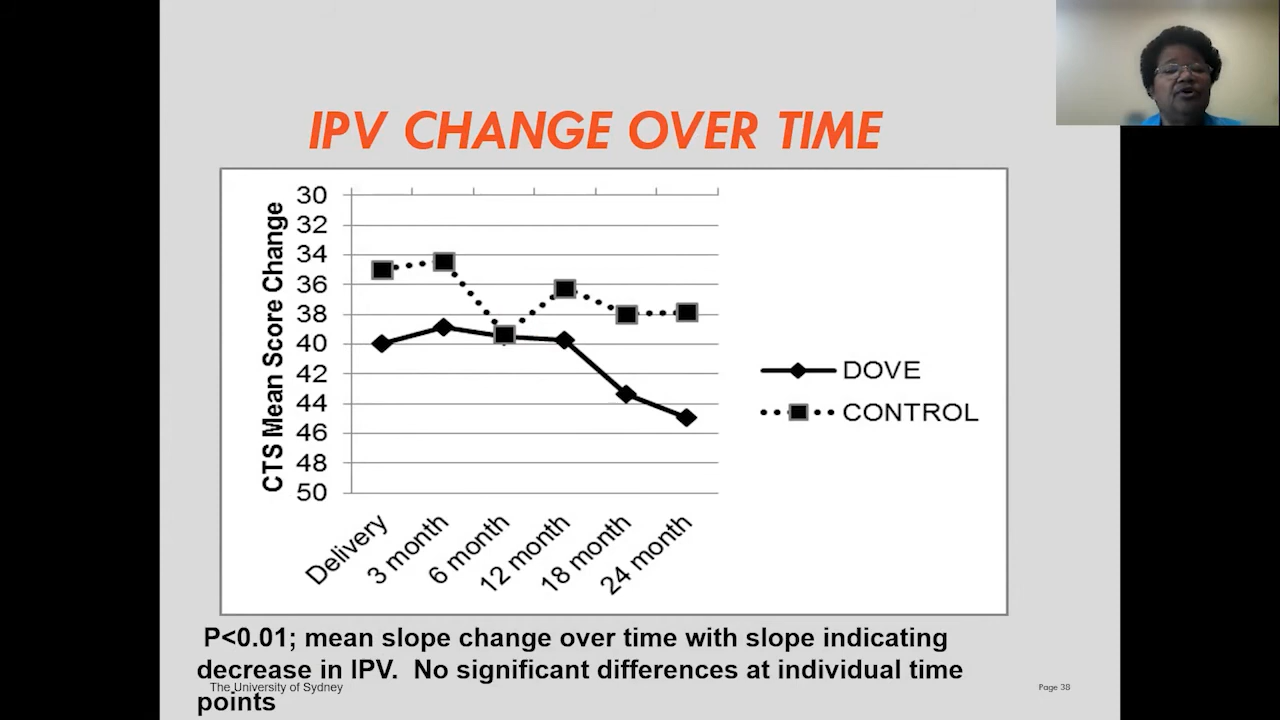 IPV CHANGE OVER TIME
CTS Mean Score Change
30
32
34
36
38
40
42
44
46
48
50
Delivery
3 month
6 month
12 month
18 month
24 month
DOVE
CONTROL
P<0.01; mean slope change over time with slope indicating
decrease in IPV.  No significant differences at individual time
points
The University of Sydney
Page 38